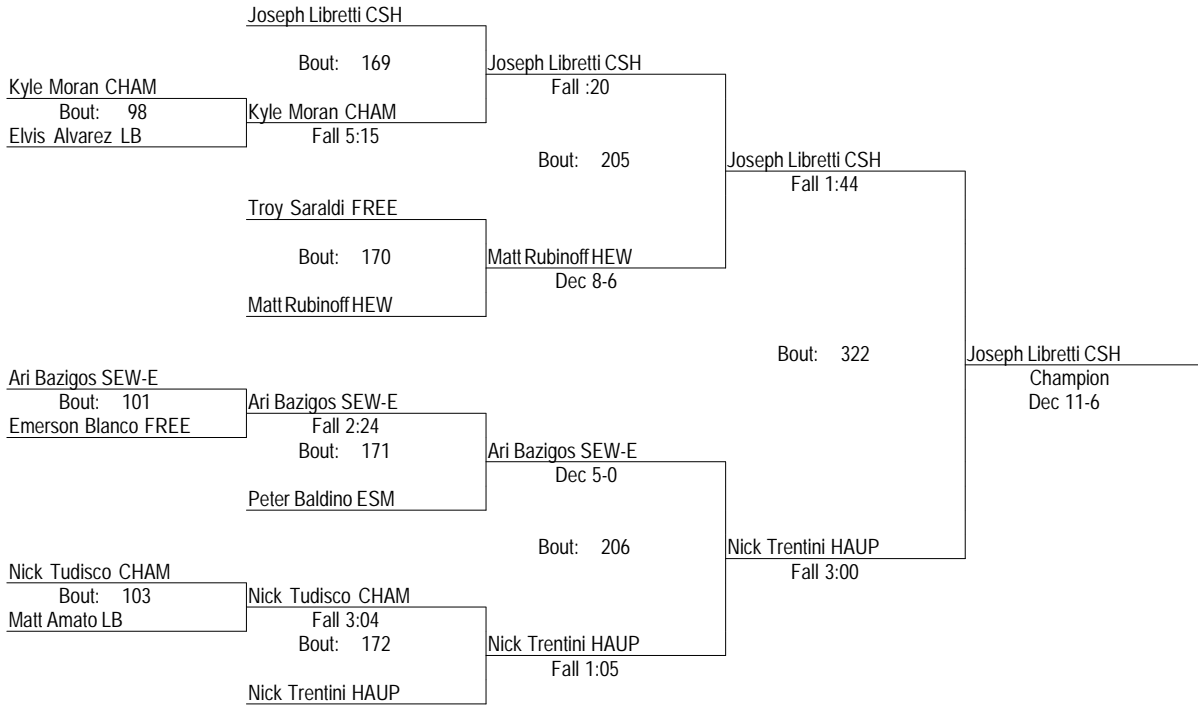 Joseph Libretti CSH
Bout: 169
Joseph Libretti CSH
Fall :20
Kyle Moran CHAM
Bout: 98
Elvis Alvarez LB
Kyle Moran CHAM
Fall 5:15
Bout: 205
Joseph Libretti CSH
Fall 1:44
Troy Saraldi FREE
Bout: 170
Matt Rubinoff HEW
Dec 8-6
Matt Rubinoff HEW
Bout: 322
Joseph Libretti CSH
Champion
Dec 11-6
Ari Bazigos SEW-E
Bout: 101
Emerson Blanco FREE
Ari Bazigos SEW-E
Fall 2:24
Bout: 171
Ari Bazigos SEW-E
Dec 5-0
Peter Baldino ESM
Bout: 206
Nick Trentini HAUP
Fall 3:00
Nick Tudisco CHAM
Bout: 103
Matt Amato LB
Nick Tudisco CHAM
Fall 3:04
Bout: 172
Nick Trentini HAUP
Fall 1:05
Nick Trentini HAUP